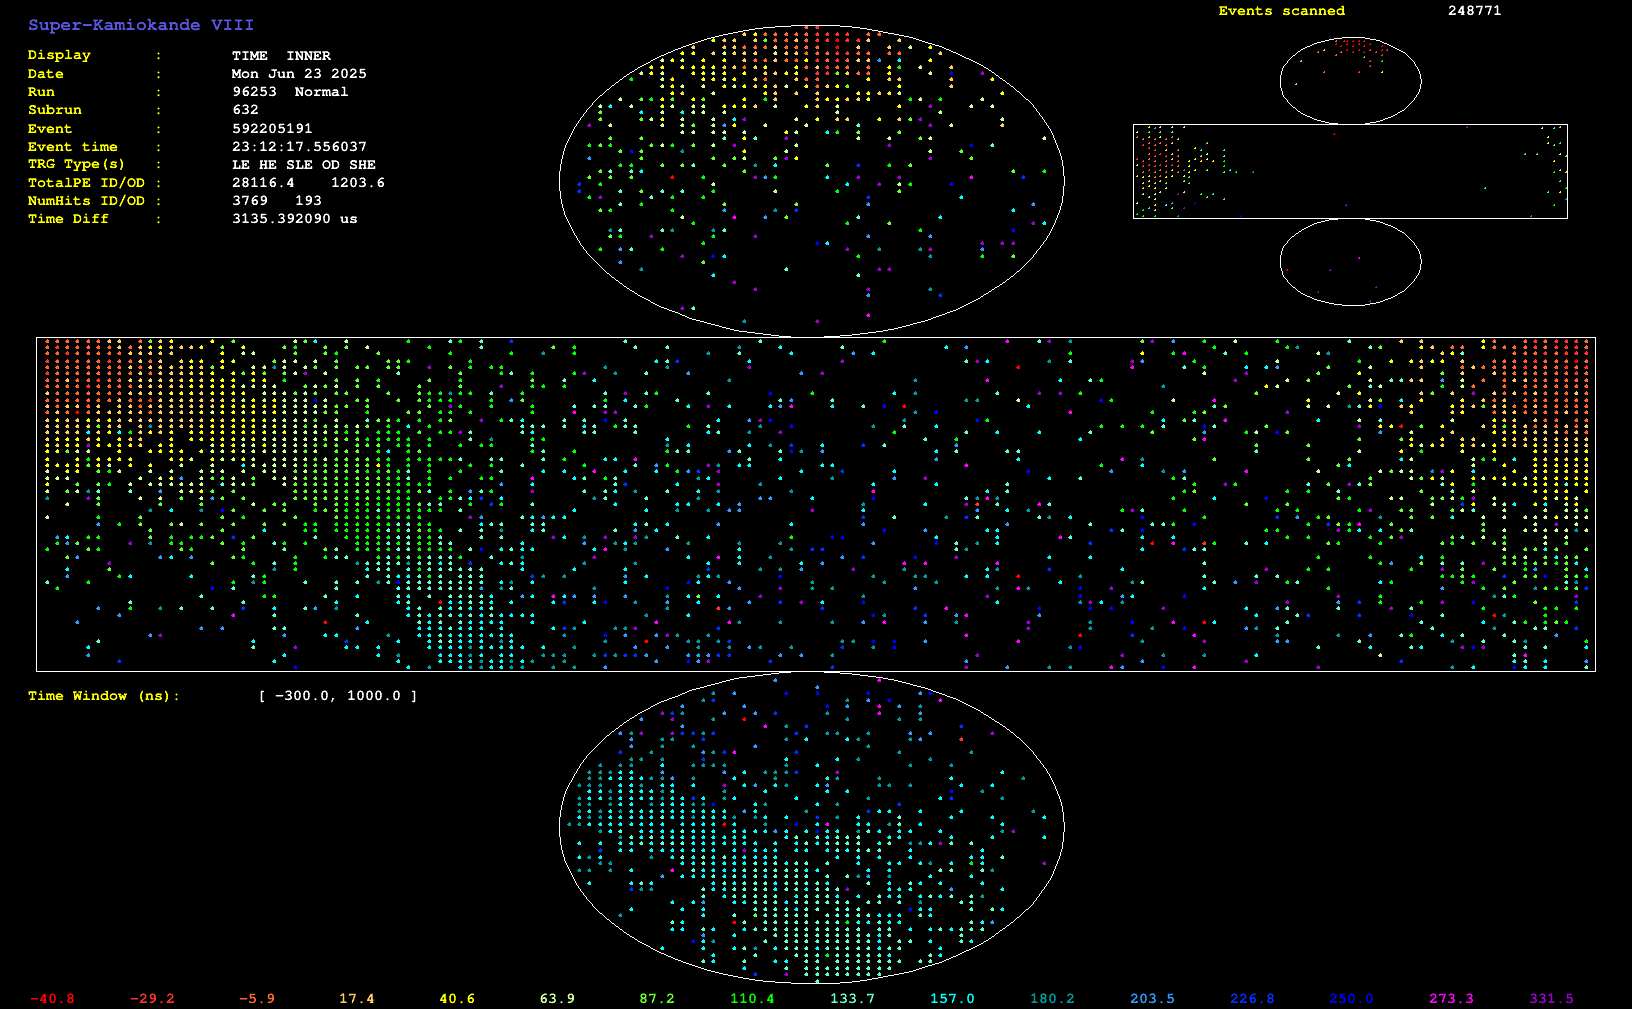 Super-Kamiokande VIII
Events scanned 248771
Display : TIME INNER
Date : Mon Jun 23 2025
Run : 96253 Normal
Subrun : 632
Event : 592205191
Event time : 23:12:17.556037
TRG Type(s) : LE HE SLE OD SHE
TotalPE ID/OD : 28116.4 1203.6
NumHits ID/OD : 3769 193
Time Diff : 3135.392090 us
Time Window (ns): [ -300.0, 1000.0 ]
-40.8 -29.2 -5.9 17.4 40.6 63.9 87.2 110.4 133.7 157.0 180.2 203.5 226.8 250.0 273.3 331.5